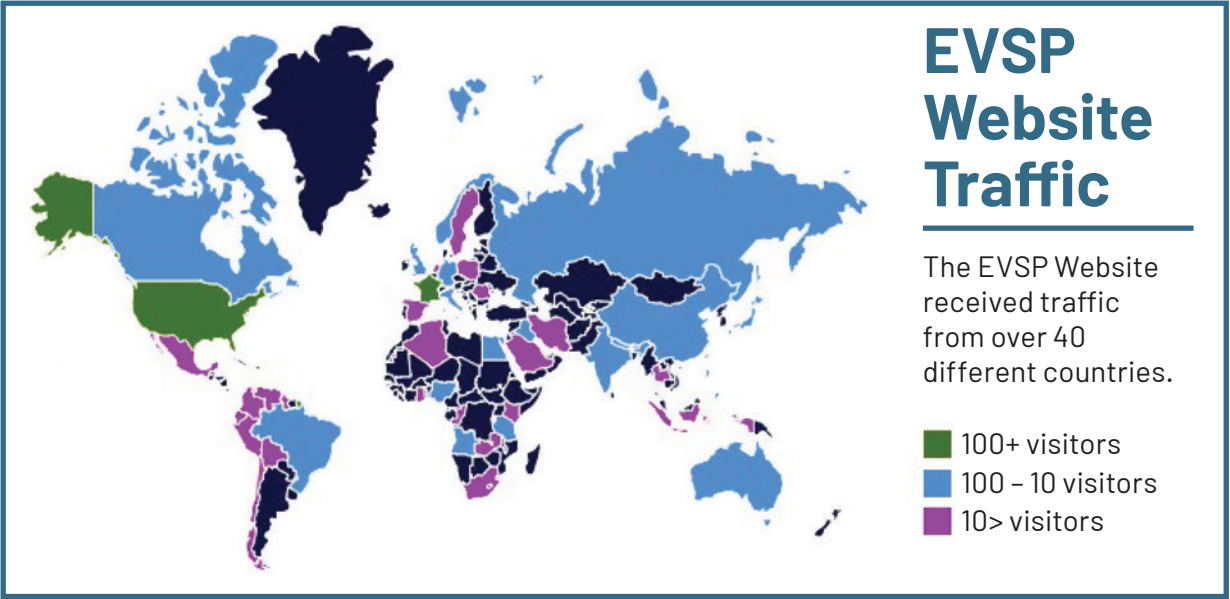 EVSP
Website
Traffic
The EVSP Website
received traffic
from over 40
different countries.
100+ visitors
100 – 10 visitors
10> visitors